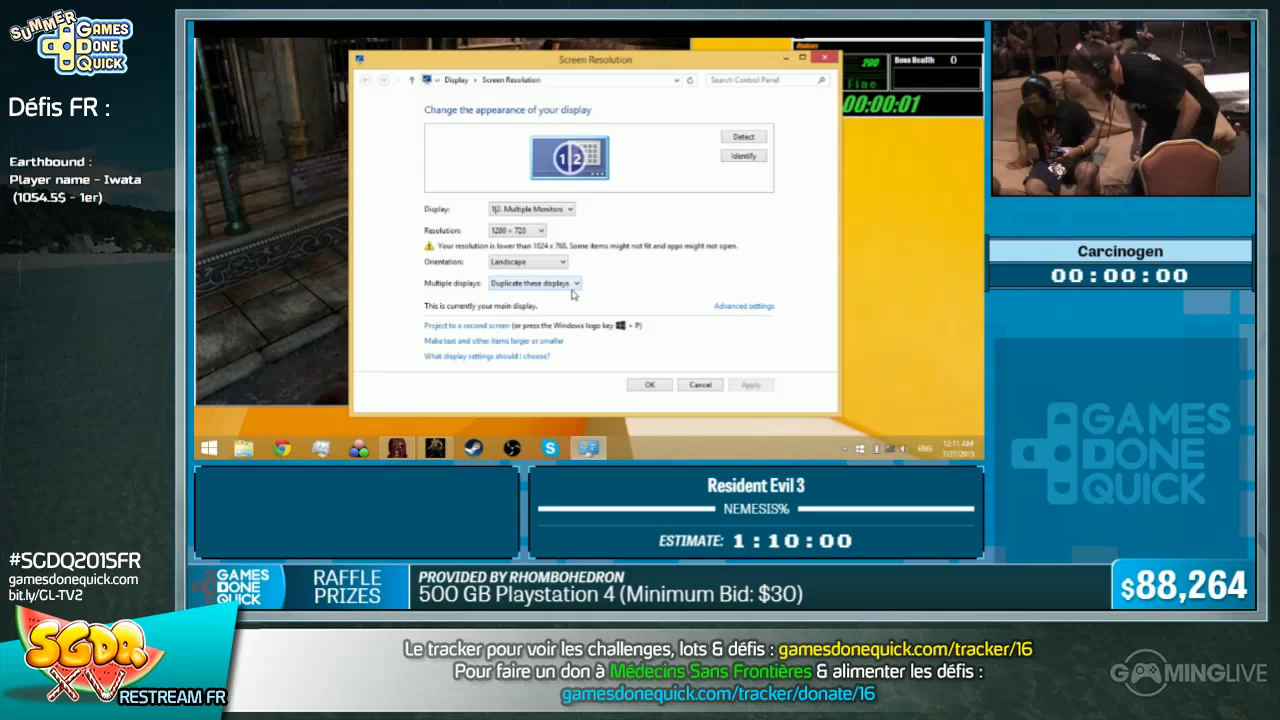 SUMMER
GAMES
DONE
QUICK
Défis FR :
Earthbound :
Player name - Iwata
(1054.5$ - 1er)
Screen Resolution
Display
Screen Resolution
Search Control Panel
Change the appearance of your display
Detect
Identify
1 2
Display:
1|2. Multiple Monitors
Resolution:
1280 × 720
Your resolution is lower than 1024 x 768. Some items might not fit and apps might not open.
Orientation:
Landscape
Multiple displays:
Duplicate these displays
This is currently your main display.
Advanced settings
Project to a second screen (or press the Windows logo key + P)
Make text and other items larger or smaller
What display settings should I choose?
OK
Cancel
Apply
200
Fine
Boss Health
0
00:00:01
ENG
12:11 AM
7/27/2015
Carcinogen
00:00:00
GAMES
DONE
QUICK
Resident Evil 3
NEMESIS%
ESTIMATE: 1:10:00
#SGDQ2015FR
gamesdonequick.com
bit.ly/GL-TV2
GAMES
DONE
QUICK
RAFFLE
PRIZES
PROVIDED BY RHOMBOHEDRON
500 GB Playstation 4 (Minimum Bid: $30)
$88,264
SGDQ
RESTREAM FR
Le tracker pour voir les challenges, lots & défis : gamesdonequick.com/tracker/16
Pour faire un don à Médecins Sans Frontières & alimenter les défis :
gamesdonequick.com/tracker/donate/16
GAMINGLIVE